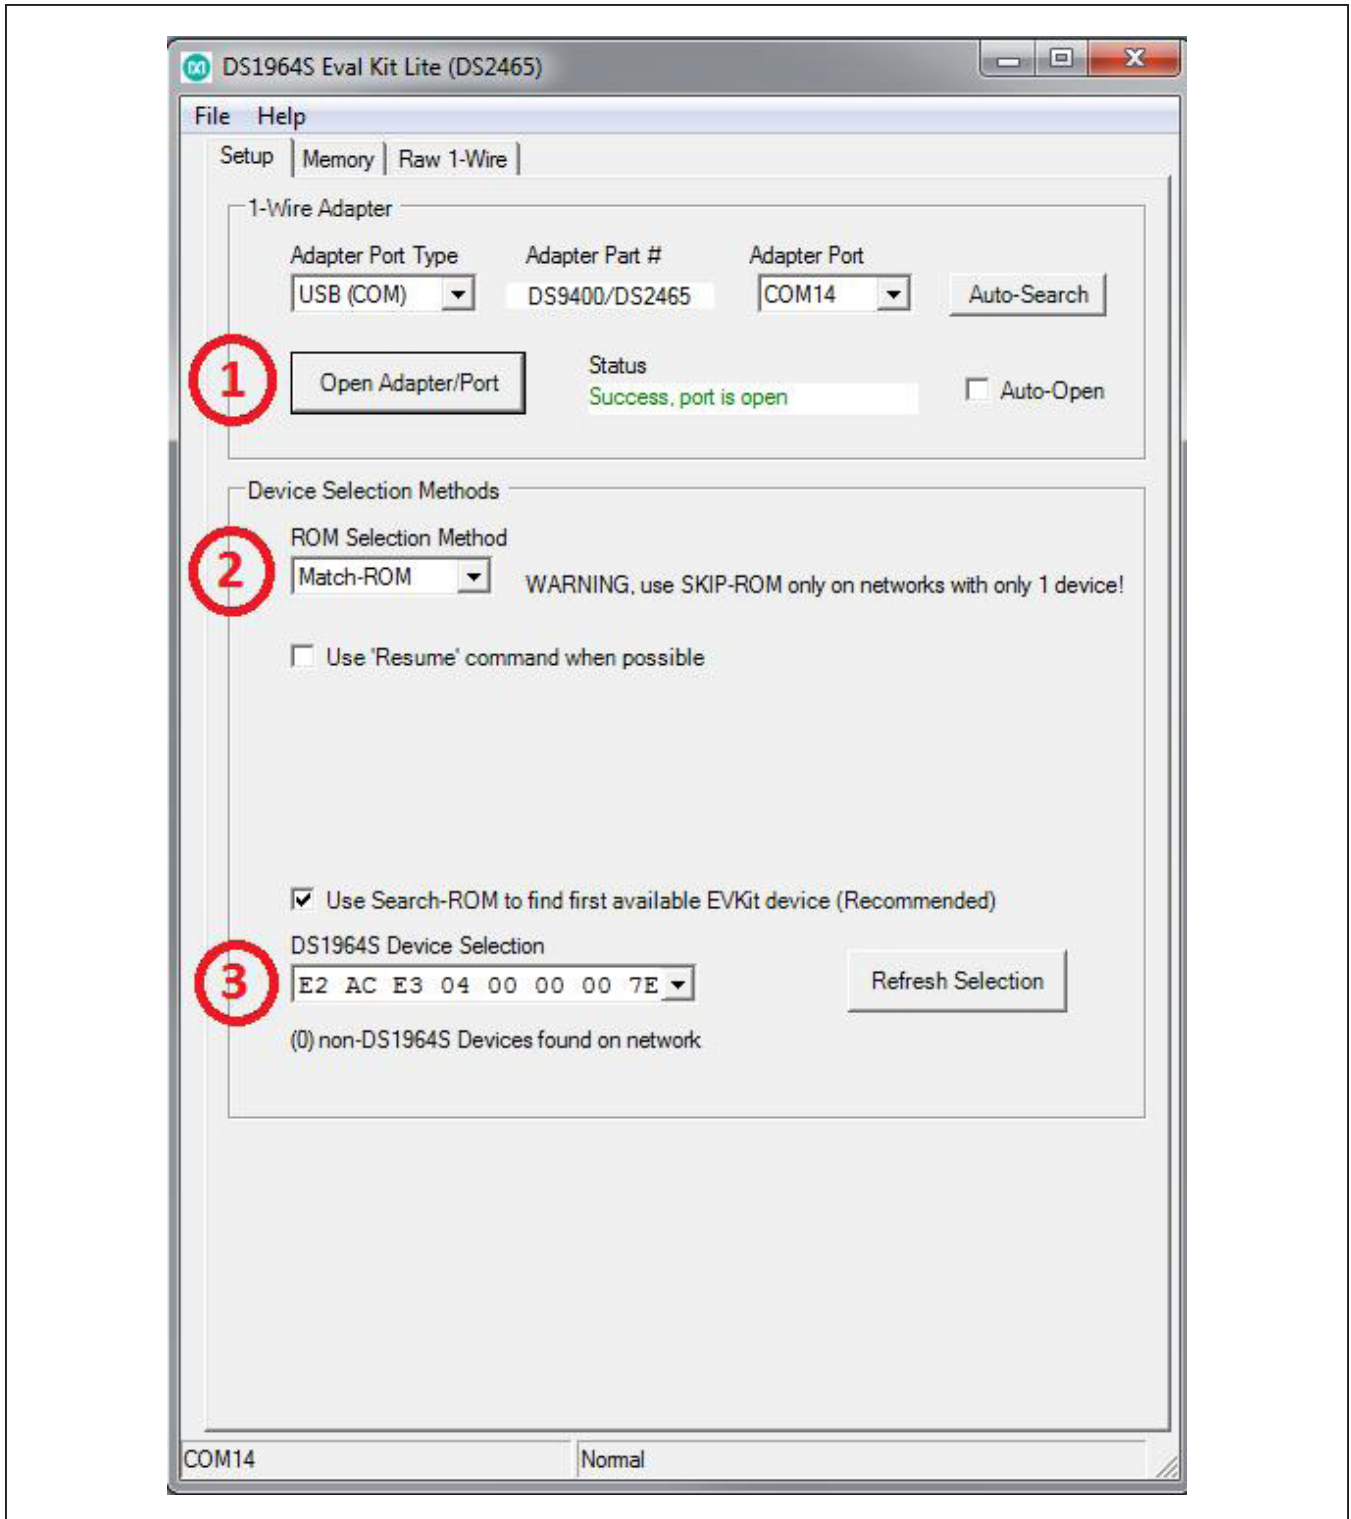 DS1964S Eval Kit Lite (DS2465)
File Help
Setup Memory Raw 1-Wire
1-Wire Adapter
Adapter Port Type Adapter Part # Adapter Port
USB (COM) DS9400/DS2465 COM14 Auto-Search
1 Open Adapter/Port Status
Success, port is open Auto-Open
Device Selection Methods
2 ROM Selection Method
Match-ROM WARNING, use SKIP-ROM only on networks with only 1 device!
Use 'Resume' command when possible
Use Search-ROM to find first available EVKit device (Recommended)
DS1964S Device Selection
3 E2 AC E3 04 00 00 00 7E Refresh Selection
(0) non-DS1964S Devices found on network
COM14 Normal